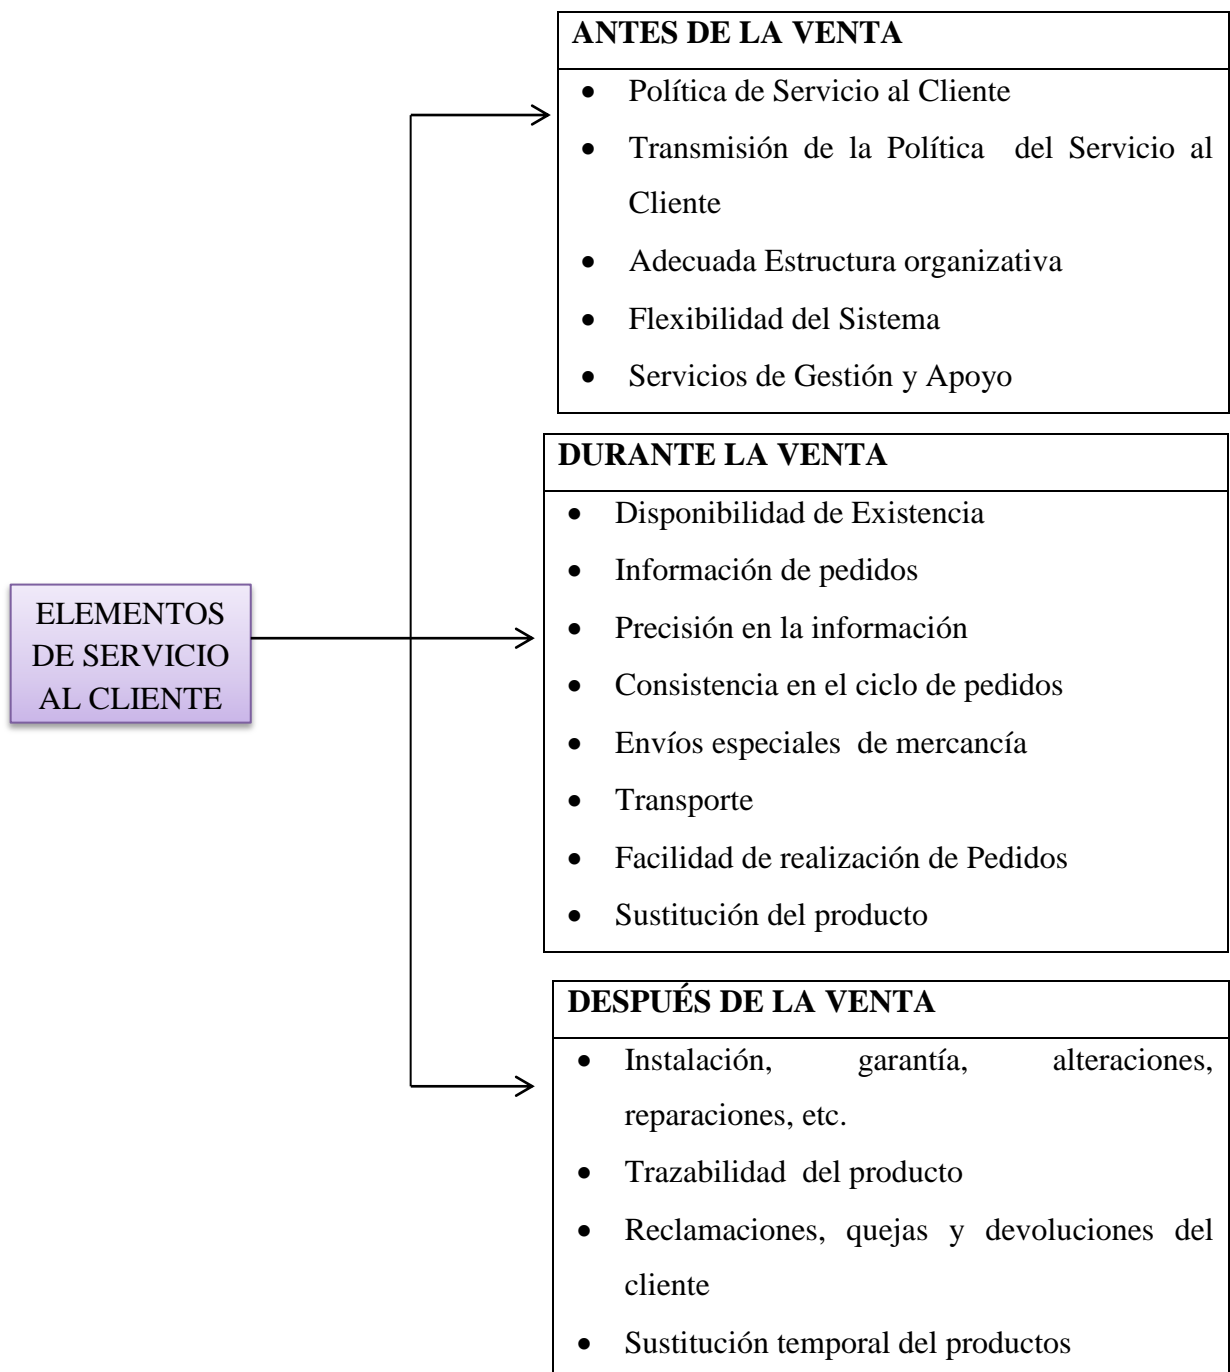 ANTES DE LA VENTA
• Política de Servicio al Cliente
• Transmisión de la Política del Servicio al
Cliente
• Adecuada Estructura organizativa
• Flexibilidad del Sistema
• Servicios de Gestión y Apoyo
DURANTE LA VENTA
• Disponibilidad de Existencia
• Información de pedidos
• Precisión en la información
• Consistencia en el ciclo de pedidos
• Envíos especiales de mercancía
• Transporte
• Facilidad de realización de Pedidos
• Sustitución del producto
ELEMENTOS
DE SERVICIO
AL CLIENTE
DESPUÉS DE LA VENTA
• Instalación, garantía, alteraciones,
reparaciones, etc.
• Trazabilidad del producto
• Reclamaciones, quejas y devoluciones del
cliente
• Sustitución temporal del productos